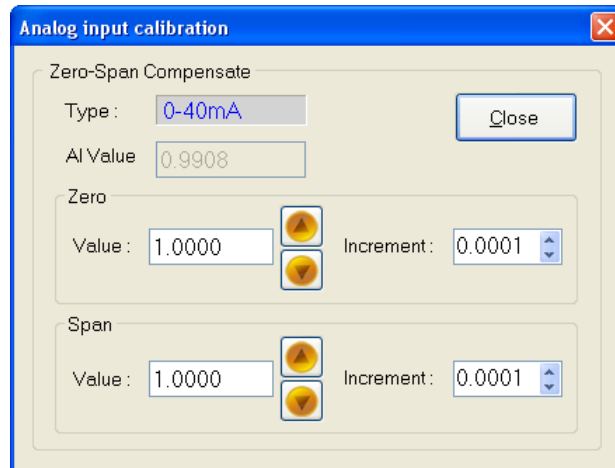 Analog input calibration
Zero-Span Compensate
Type : 0-40mA
Close
AI Value 0.9908
Zero
Value : 1.0000 Increment : 0.0001
Span
Value : 1.0000 Increment : 0.0001